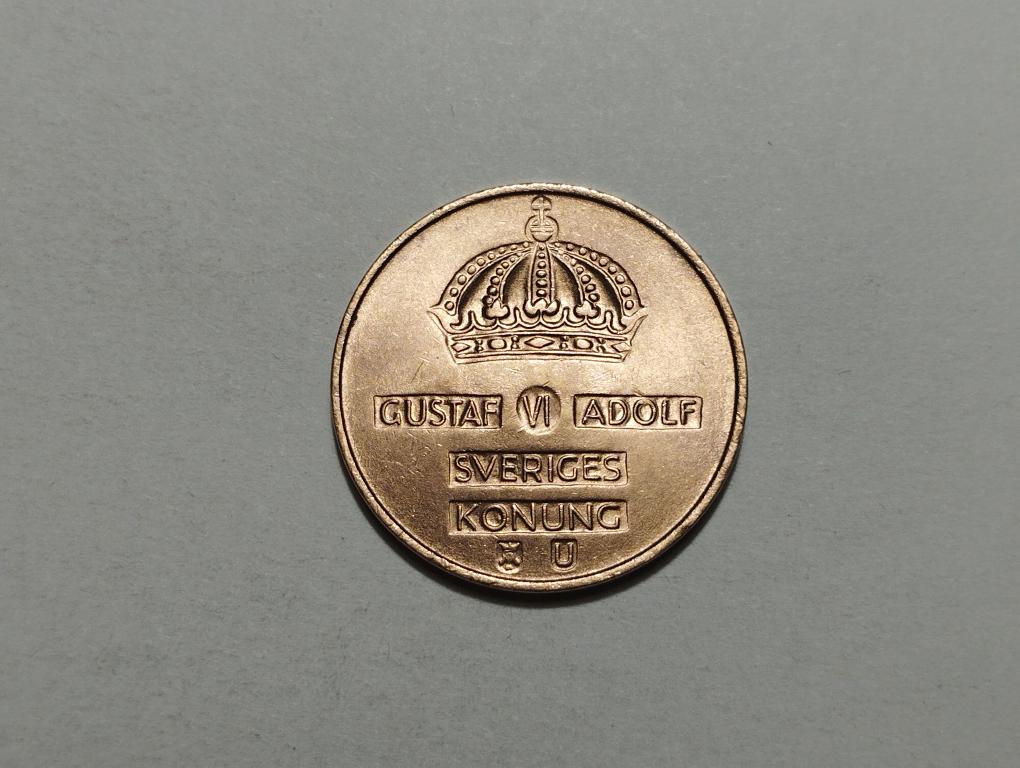 GUSTAF VI ADOLF
SVERIGES
KONUNG
U